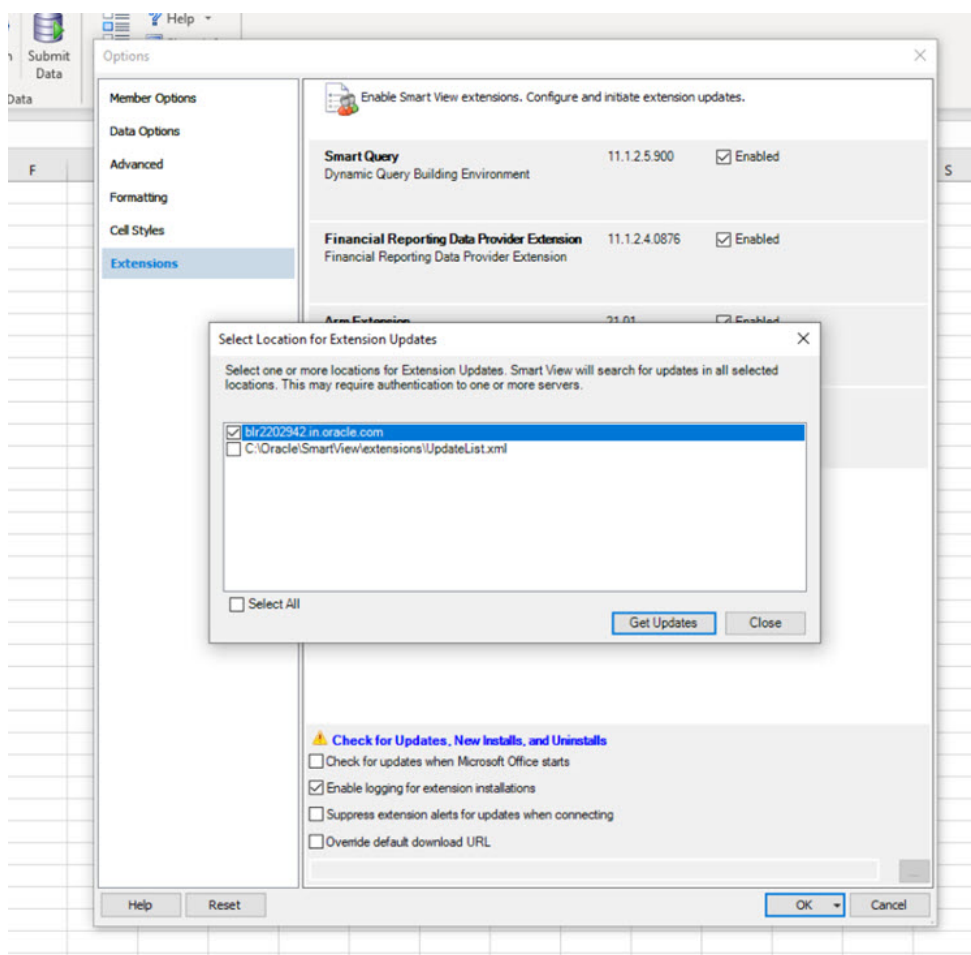 Help
Submit
Data
Data
Options
F
S
Member Options
Data Options
Advanced
Formatting
Cell Styles
Extensions
Enable Smart View extensions. Configure and initiate extension updates.
Smart Query 11.1.2.5.900 Enabled
Dynamic Query Building Environment
Financial Reporting Data Provider Extension 11.1.2.4.0876 Enabled
Financial Reporting Data Provider Extension
Arm Extension 21.01 Enabled
Select Location for Extension Updates
Select one or more locations for Extension Updates. Smart View will search for updates in all selected
locations. This may require authentication to one or more servers.
blr2202942.in.oracle.com
C:\Oracle\SmartView\extensions\UpdateList.xml
Select All
Get Updates Close
Check for Updates, New Installs, and Uninstalls
Check for updates when Microsoft Office starts
Enable logging for extension installations
Suppress extension alerts for updates when connecting
Override default download URL
...
Help Reset OK Cancel